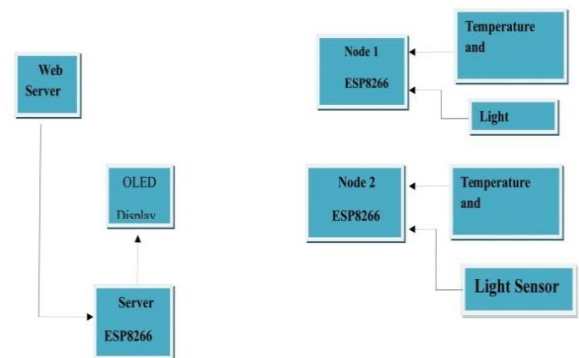 Web
Server
OLED
Display
Server
ESP8266
Node 1
ESP8266
Temperature
and
Light
Node 2
ESP8266
Temperature
and
Light Sensor